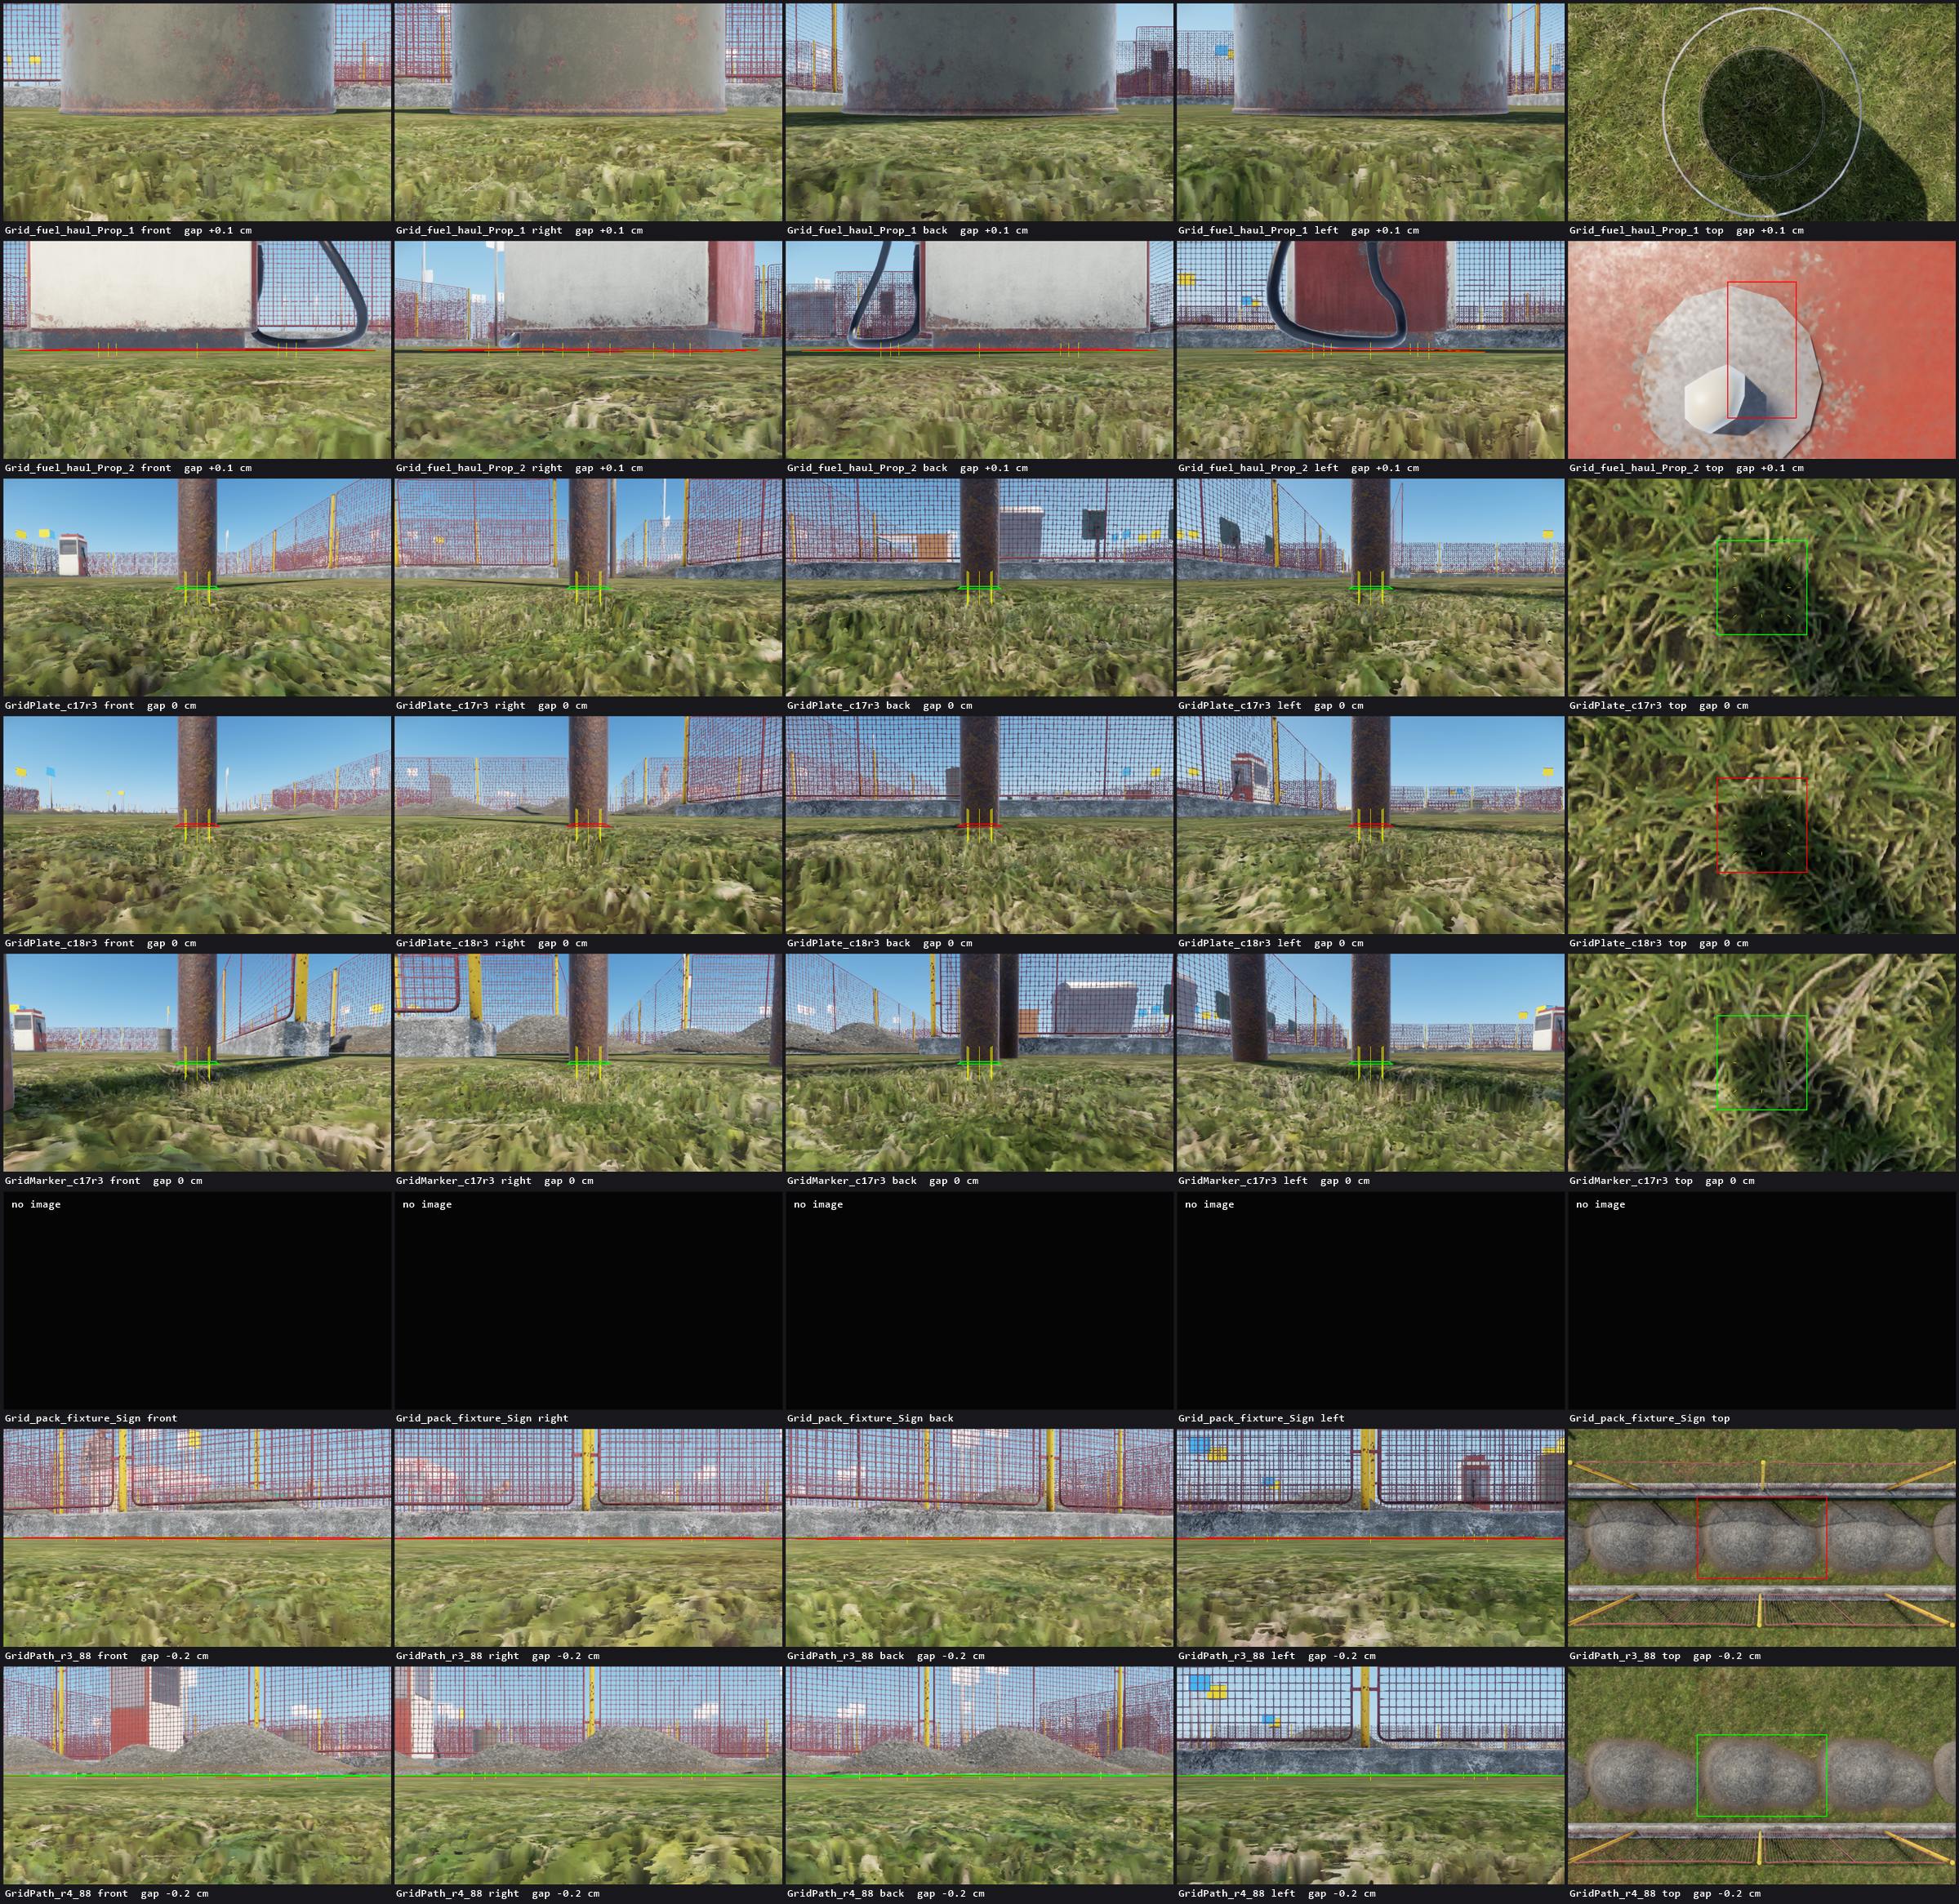 Grid_fuel_haul_Prop_1 front gap +0.1 cm
Grid_fuel_haul_Prop_1 right gap +0.1 cm
Grid_fuel_haul_Prop_1 back gap +0.1 cm
Grid_fuel_haul_Prop_1 left gap +0.1 cm
Grid_fuel_haul_Prop_1 top gap +0.1 cm
Grid_fuel_haul_Prop_2 front gap +0.1 cm
Grid_fuel_haul_Prop_2 right gap +0.1 cm
Grid_fuel_haul_Prop_2 back gap +0.1 cm
Grid_fuel_haul_Prop_2 left gap +0.1 cm
Grid_fuel_haul_Prop_2 top gap +0.1 cm
GridPlate_c17r3 front gap 0 cm
GridPlate_c17r3 right gap 0 cm
GridPlate_c17r3 back gap 0 cm
GridPlate_c17r3 left gap 0 cm
GridPlate_c17r3 top gap 0 cm
GridPlate_c18r3 front gap 0 cm
GridPlate_c18r3 right gap 0 cm
GridPlate_c18r3 back gap 0 cm
GridPlate_c18r3 left gap 0 cm
GridPlate_c18r3 top gap 0 cm
GridMarker_c17r3 front gap 0 cm
GridMarker_c17r3 right gap 0 cm
GridMarker_c17r3 back gap 0 cm
GridMarker_c17r3 left gap 0 cm
GridMarker_c17r3 top gap 0 cm
no image
no image
no image
no image
no image
Grid_pack_fixture_Sign front
Grid_pack_fixture_Sign right
Grid_pack_fixture_Sign back
Grid_pack_fixture_Sign left
Grid_pack_fixture_Sign top
GridPath_r3_88 front gap -0.2 cm
GridPath_r3_88 right gap -0.2 cm
GridPath_r3_88 back gap -0.2 cm
GridPath_r3_88 left gap -0.2 cm
GridPath_r3_88 top gap -0.2 cm
GridPath_r4_88 front gap -0.2 cm
GridPath_r4_88 right gap -0.2 cm
GridPath_r4_88 back gap -0.2 cm
GridPath_r4_88 left gap -0.2 cm
GridPath_r4_88 top gap -0.2 cm